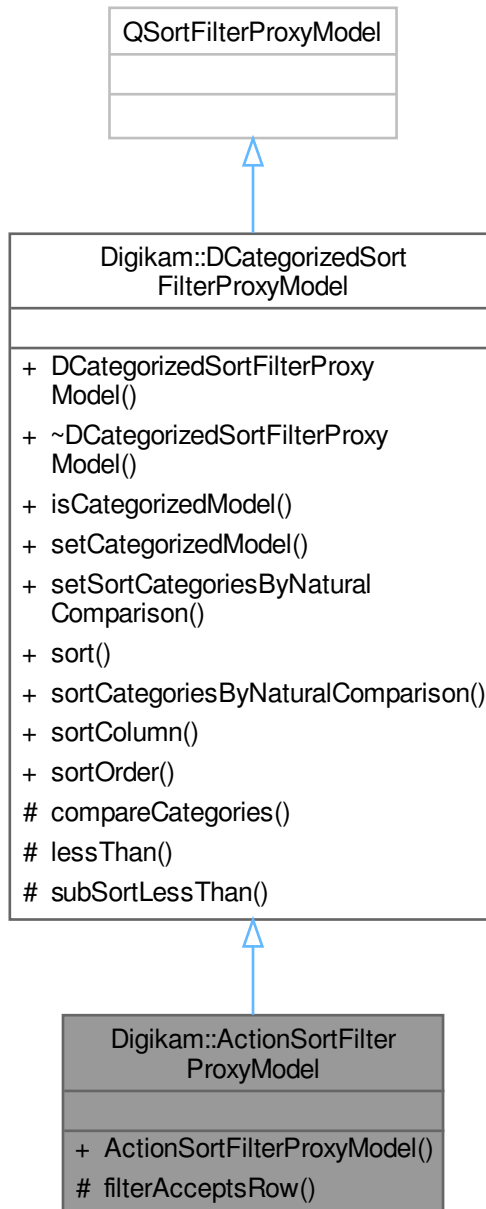 QSortFilterProxyModel
Digikam::DCategorizedSort
FilterProxyModel
+ DCategorizedSortFilterProxy
Model()
+ ~DCategorizedSortFilterProxy
Model()
+ isCategorizedModel()
+ setCategorizedModel()
+ setSortCategoriesByNatural
Comparison()
+ sort()
+ sortCategoriesByNaturalComparison()
+ sortColumn()
+ sortOrder()
# compareCategories()
# lessThan()
# subSortLessThan()
Digikam::ActionSortFilter
ProxyModel
+ ActionSortFilterProxyModel()
# filterAcceptsRow()